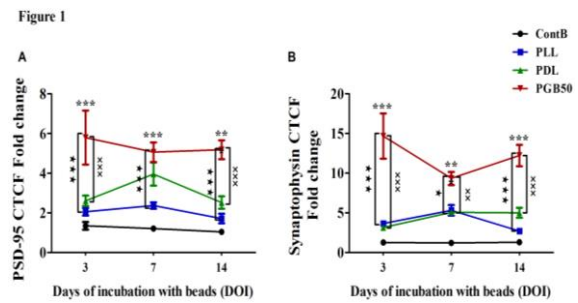 Figure 1
ContB
PLL
PDL
PGB50
A
PSD-95 CTCF Fold change
8
6
4
2
0
***
***
**
***
×××
***
***
×××
3
7
14
Days of incubation with beads (DOI)
B
Synaptophysin CTCF
Fold change
20
15
10
5
0
***
**
***
***
×××
*
××
***
×××
3
7
14
Days of incubation with beads (DOI)